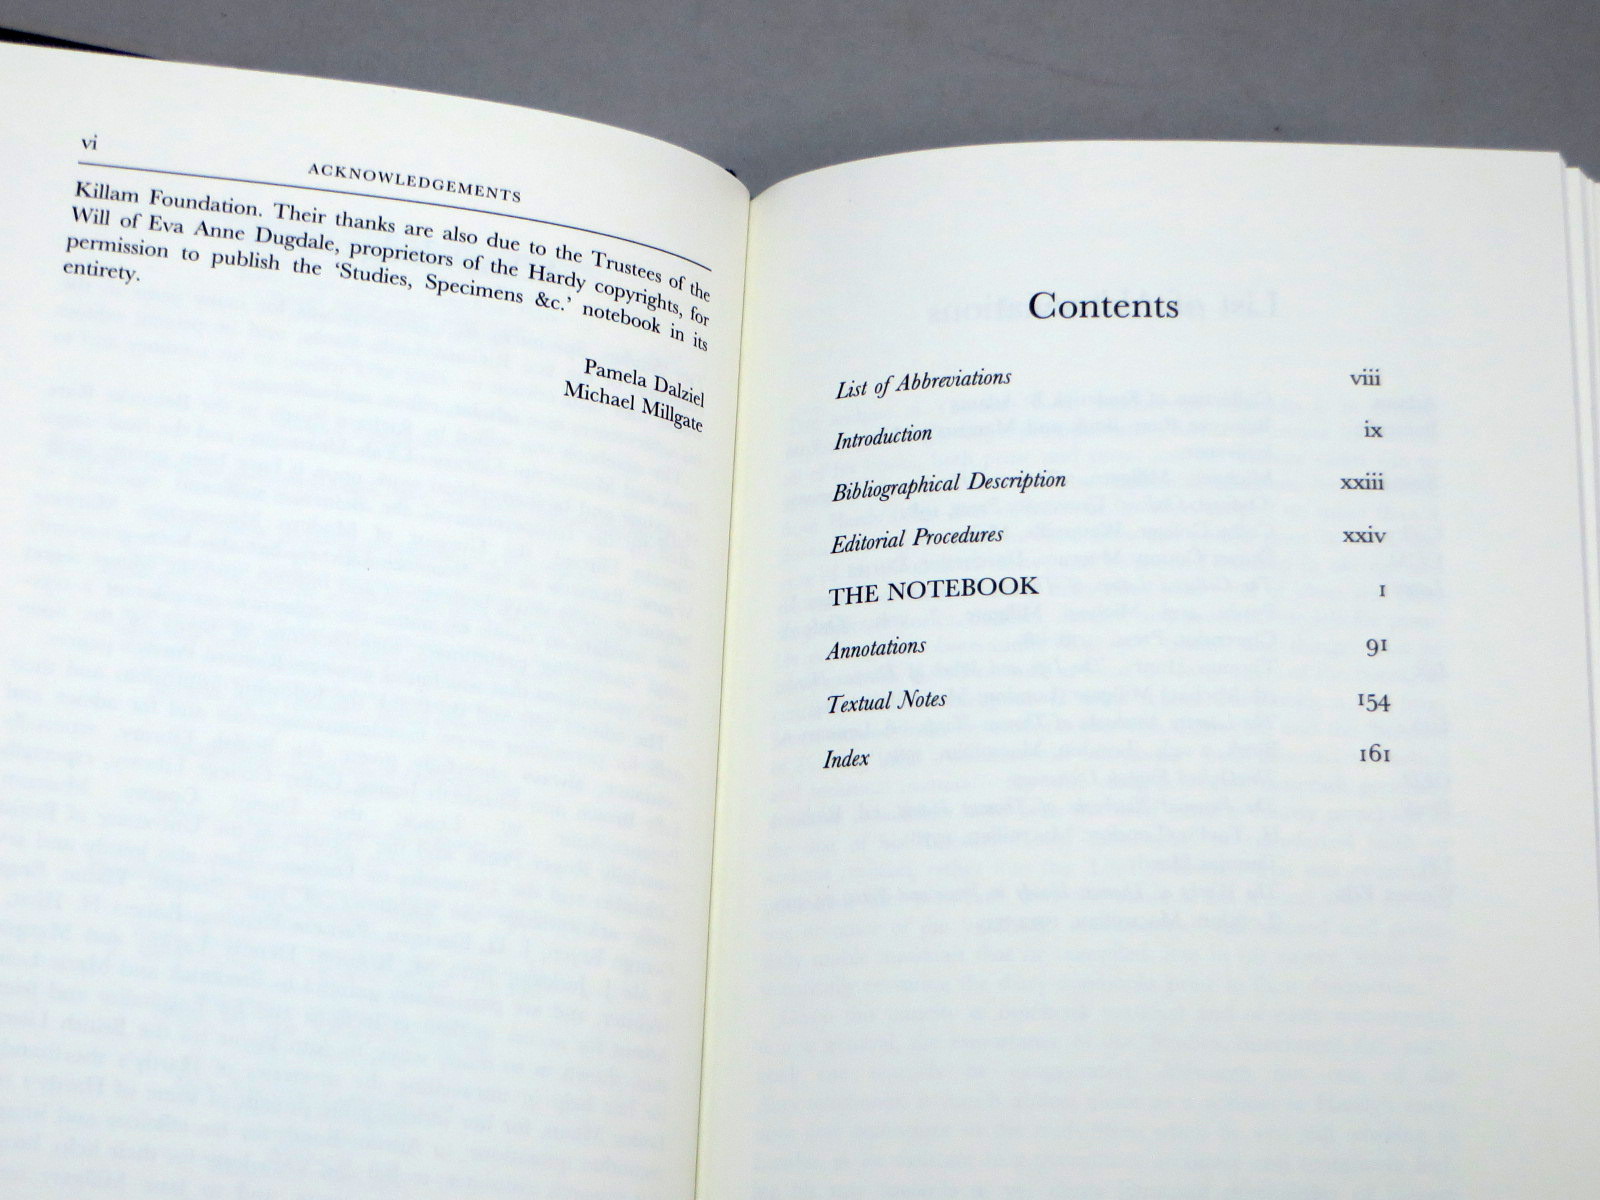 vi
ACKNOWLEDGEMENTS
Killam Foundation. Their thanks are also due to the Trustees of the
Will of Eva Anne Dugdale, proprietors of the Hardy copyrights, for
permission to publish the ‘Studies, Specimens &c.’ notebook in its
entirety.
Pamela Dalziel
Michael Millgate
Contents
List of Abbreviations viii
Introduction ix
Bibliographical Description xxiii
Editorial Procedures xxiv
THE NOTEBOOK 1
Annotations 91
Textual Notes 154
Index 161